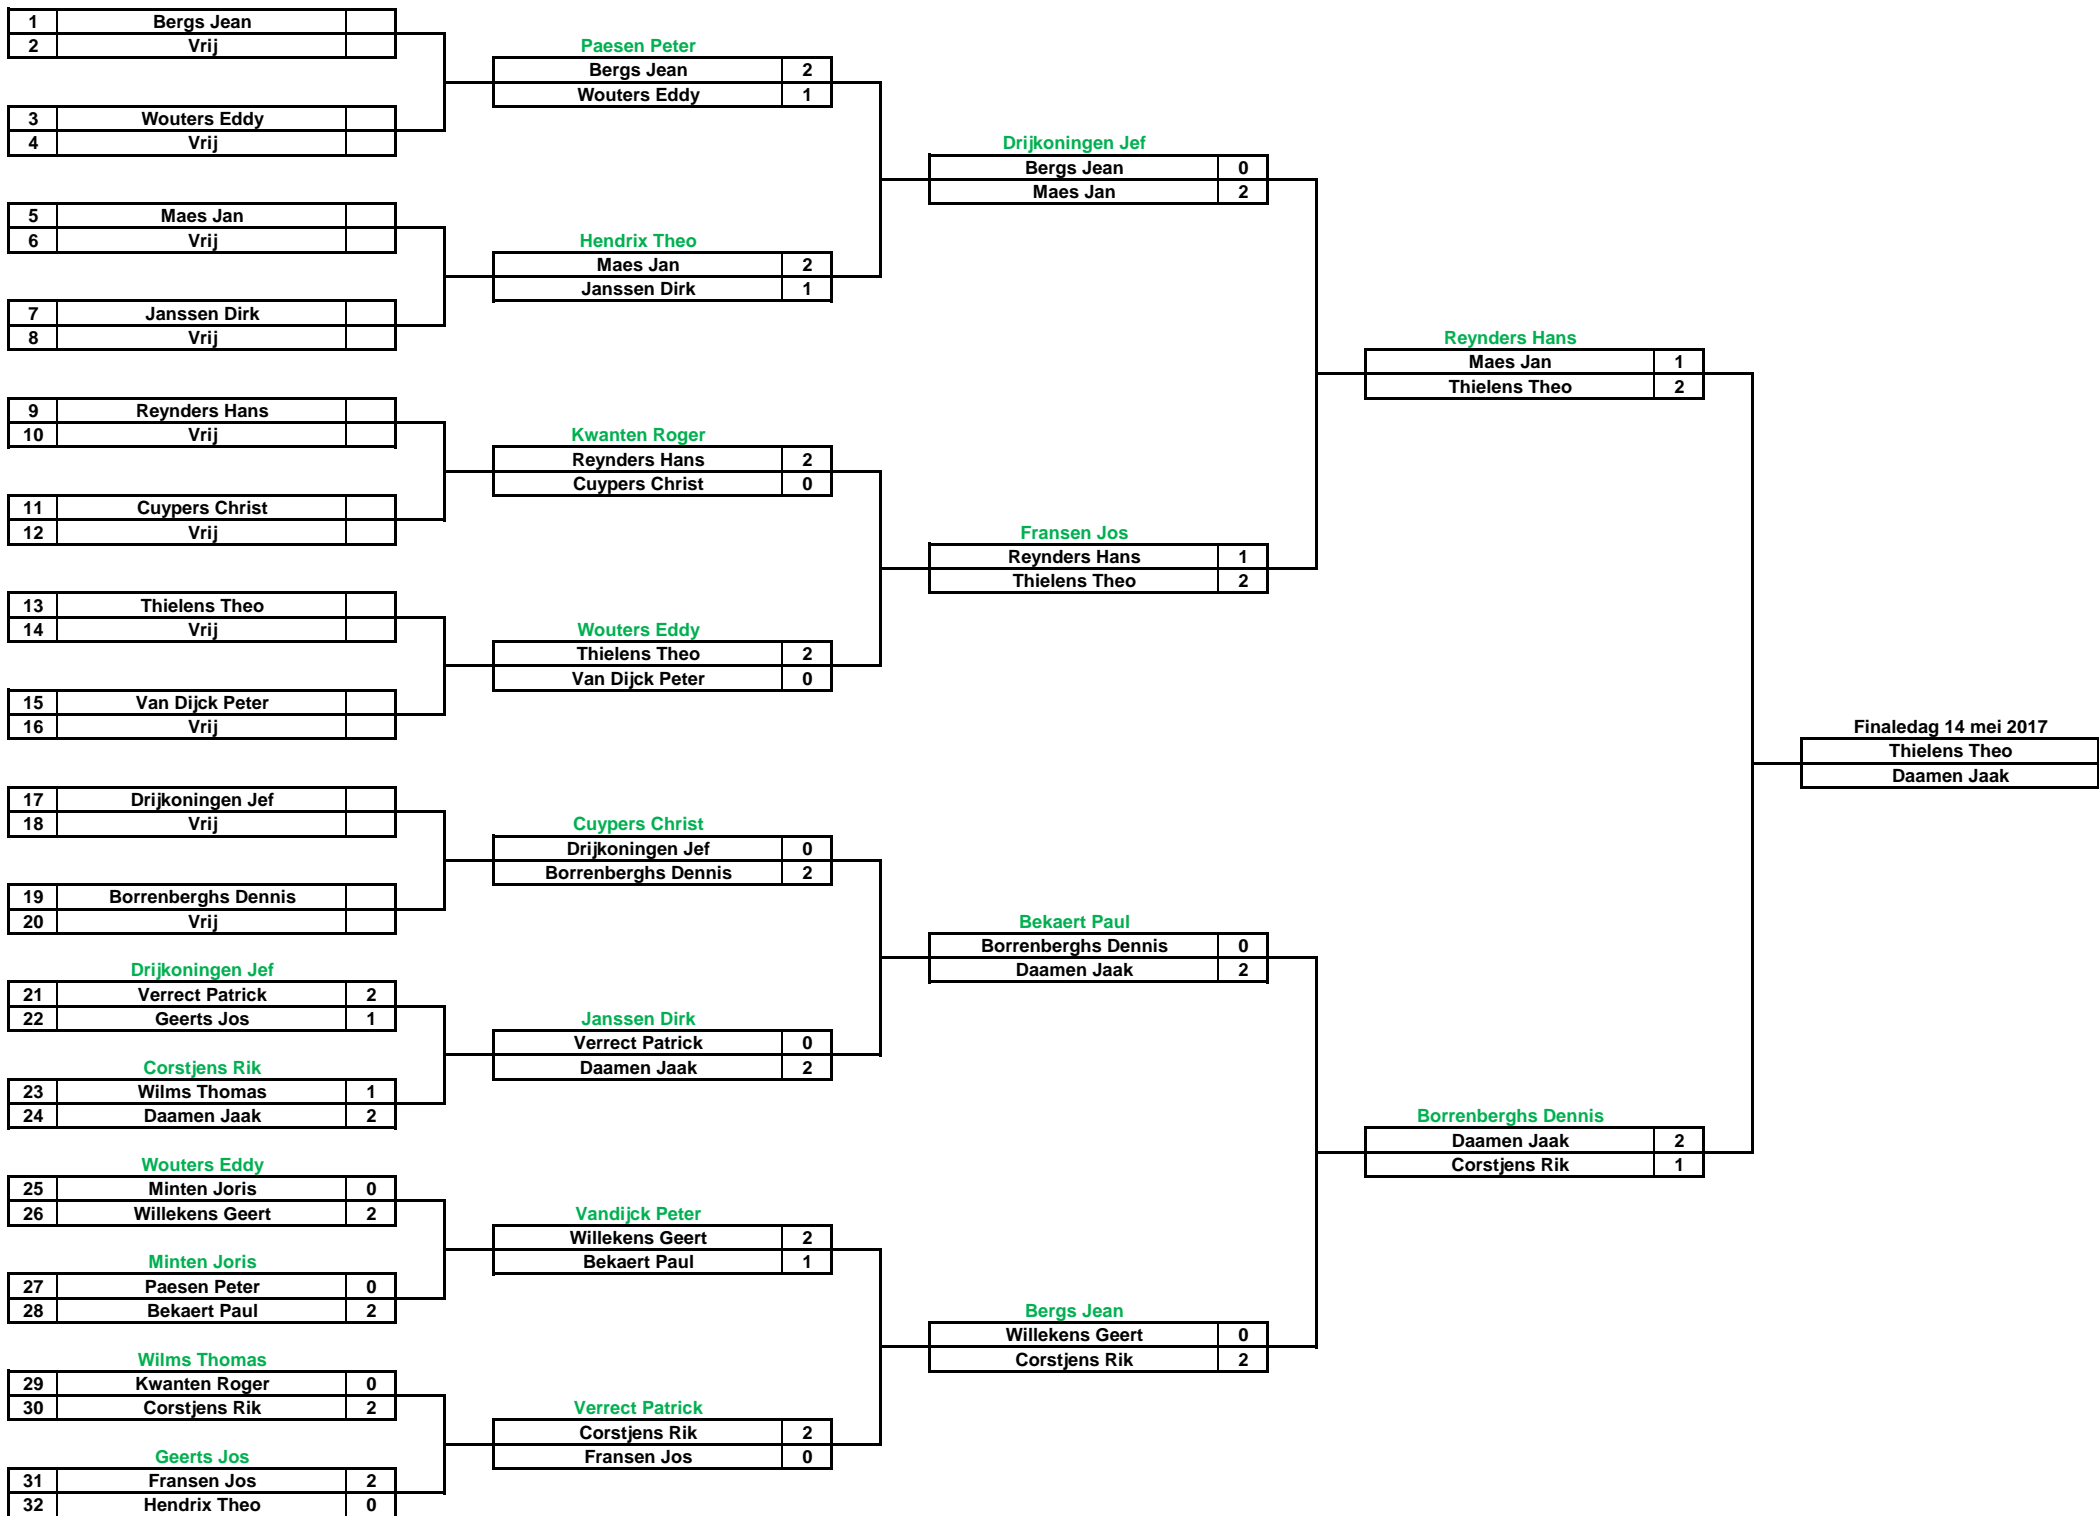 1 Bergs Jean
2 Vrij
3 Wouters Eddy
4 Vrij
5 Maes Jan
6 Vrij
7 Janssen Dirk
8 Vrij
9 Reynders Hans
10 Vrij
11 Cuypers Christ
12 Vrij
13 Thielens Theo
14 Vrij
15 Van Dijck Peter
16 Vrij
17 Drijkoningen Jef
18 Vrij
19 Borrenberghs Dennis
20 Vrij
Drijkoningen Jef
21 Verrect Patrick 2
22 Geerts Jos 1
Corstjens Rik
23 Wilms Thomas 1
24 Daamen Jaak 2
Wouters Eddy
25 Minten Joris 0
26 Willekens Geert 2
Minten Joris
27 Paesen Peter 0
28 Bekaert Paul 2
Wilms Thomas
29 Kwanten Roger 0
30 Corstjens Rik 2
Geerts Jos
31 Fransen Jos 2
32 Hendrix Theo 0
Paesen Peter
Bergs Jean 2
Wouters Eddy 1
Hendrix Theo
Maes Jan 2
Janssen Dirk 1
Kwanten Roger
Reynders Hans 2
Cuypers Christ 0
Wouters Eddy
Thielens Theo 2
Van Dijck Peter 0
Cuypers Christ
Drijkoningen Jef 0
Borrenberghs Dennis 2
Janssen Dirk
Verrect Patrick 0
Daamen Jaak 2
Vandijck Peter
Willekens Geert 2
Bekaert Paul 1
Verrect Patrick
Corstjens Rik 2
Fransen Jos 0
Drijkoningen Jef
Bergs Jean 0
Maes Jan 2
Fransen Jos
Reynders Hans 1
Thielens Theo 2
Bekaert Paul
Borrenberghs Dennis 0
Daamen Jaak 2
Bergs Jean
Willekens Geert 0
Corstjens Rik 2
Reynders Hans
Maes Jan 1
Thielens Theo 2
Borrenberghs Dennis
Daamen Jaak 2
Corstjens Rik 1
Finaledag 14 mei 2017
Thielens Theo
Daamen Jaak